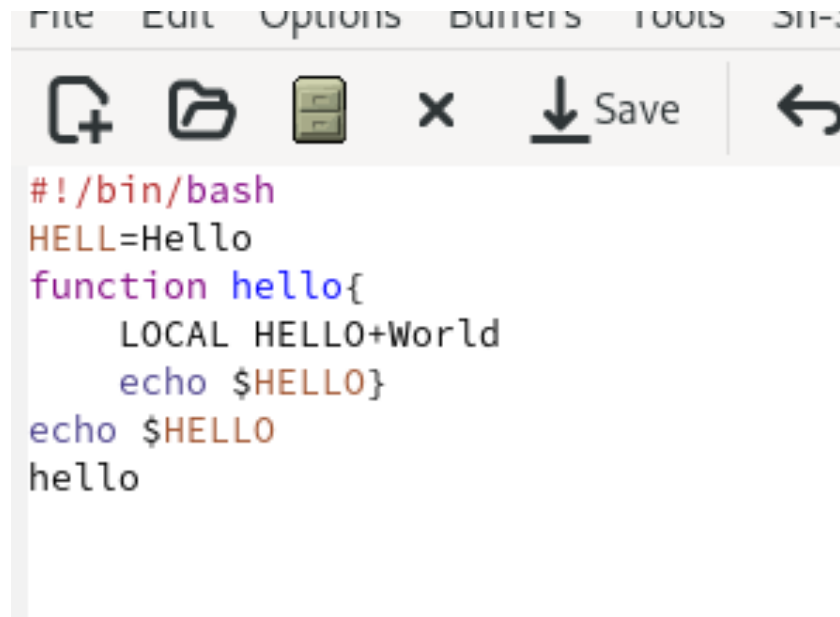 File Edit Options Buffers Tools Sh-
Save
#!/bin/bash
HELL=Hello
function hello{
    LOCAL HELLO+World
    echo $HELLO}
echo $HELLO
hello